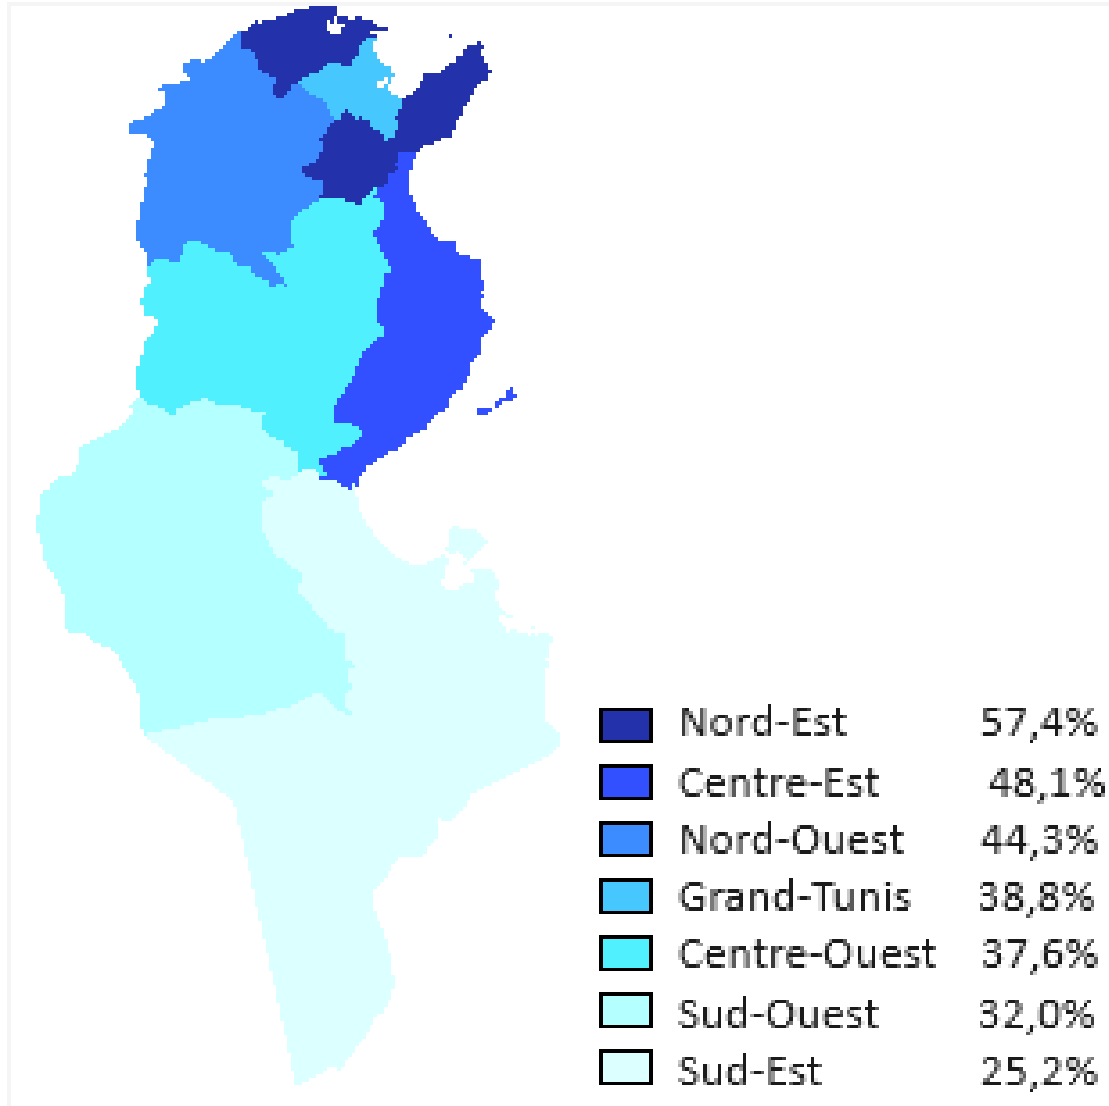 Nord-Est 57,4%
Centre-Est 48,1%
Nord-Ouest 44,3%
Grand-Tunis 38,8%
Centre-Ouest 37,6%
Sud-Ouest 32,0%
Sud-Est 25,2%